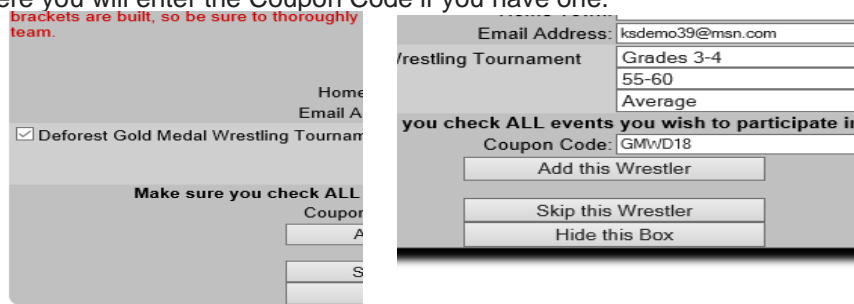 ere you will enter the Coupon Code if you have one.
brackets are built, so be sure to thoroughly
team.
Home
Email A
Deforest Gold Medal Wrestling Tournam
Make sure you check ALL
Coupon
A
S
Email Address: ksdemo39@msn.com
restling Tournament Grades 3-4
55-60
Average
you check ALL events you wish to participate in
Coupon Code: GMWD18
Add this Wrestler
Skip this Wrestler
Hide this Box